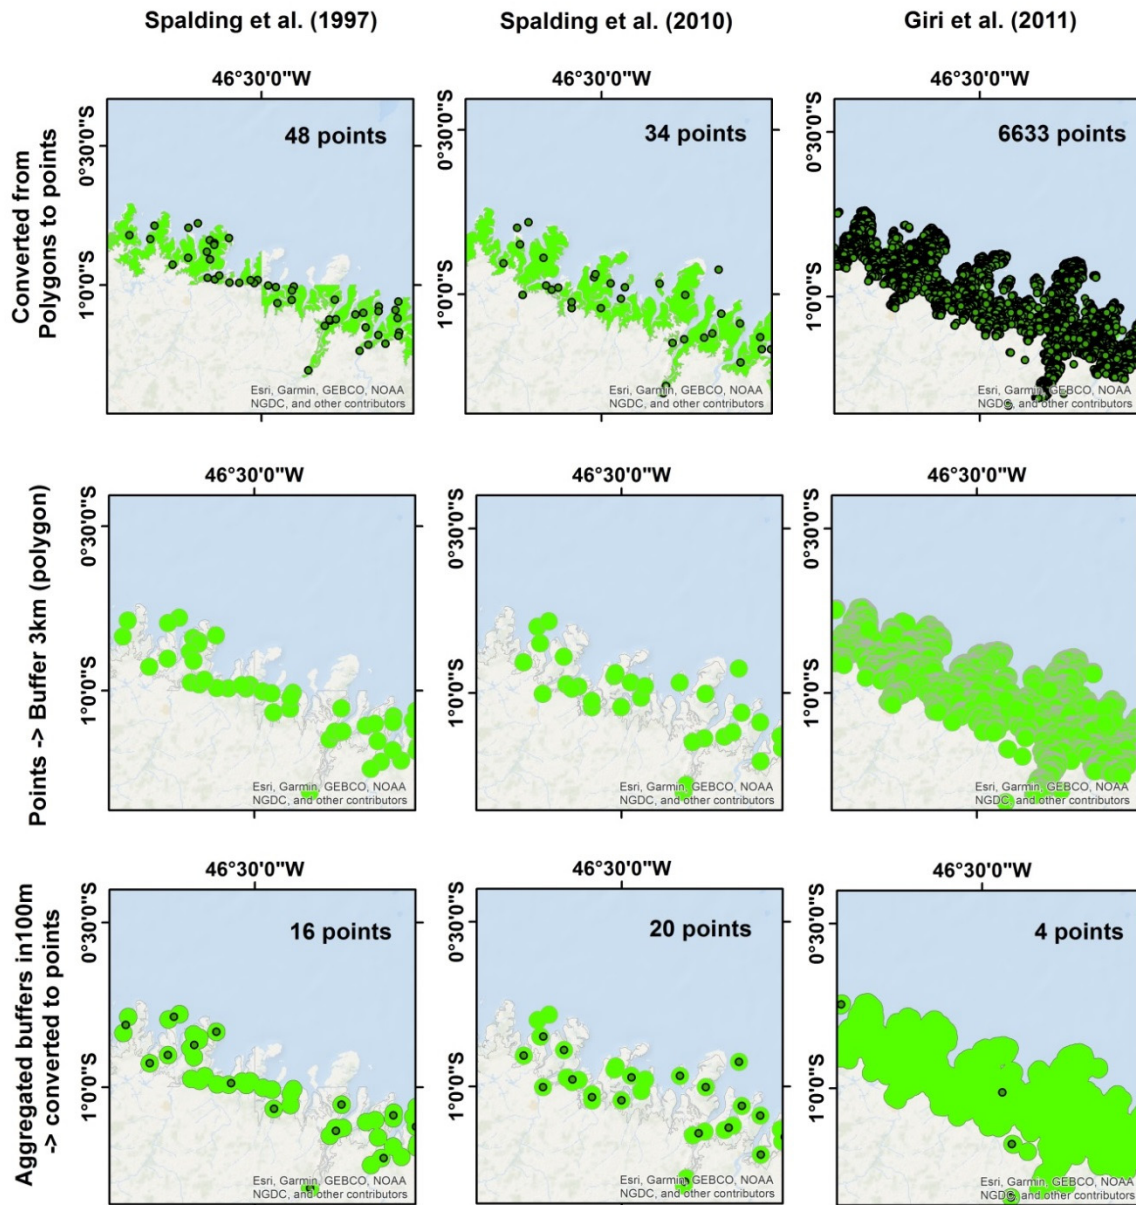 Spalding et al. (1997)
Spalding et al. (2010)
Giri et al. (2011)
Converted from
Polygons to points
46°30'0"W
0°30'0"S
1°0'0"S
48 points
Esri, Garmin, GEBCO, NOAA
NGDC, and other contributors
46°30'0"W
0°30'0"S
1°0'0"S
34 points
Esri, Garmin, GEBCO, NOAA
NGDC, and other contributors
46°30'0"W
0°30'0"S
1°0'0"S
6633 points
Esri, Garmin, GEBCO, NOAA
NGDC, and other contributors
Points -> Buffer 3km (polygon)
46°30'0"W
0°30'0"S
1°0'0"S
Esri, Garmin, GEBCO, NOAA
NGDC, and other contributors
46°30'0"W
0°30'0"S
1°0'0"S
Esri, Garmin, GEBCO, NOAA
NGDC, and other contributors
46°30'0"W
0°30'0"S
1°0'0"S
Esri, Garmin, GEBCO, NOAA
NGDC, and other contributors
Aggregated buffers in100m
-> converted to points
46°30'0"W
0°30'0"S
1°0'0"S
16 points
Esri, Garmin, GEBCO, NOAA
NGDC, and other contributors
46°30'0"W
0°30'0"S
1°0'0"S
20 points
Esri, Garmin, GEBCO, NOAA
NGDC, and other contributors
46°30'0"W
0°30'0"S
1°0'0"S
4 points
Esri, Garmin, GEBCO, NOAA
NGDC, and other contributors